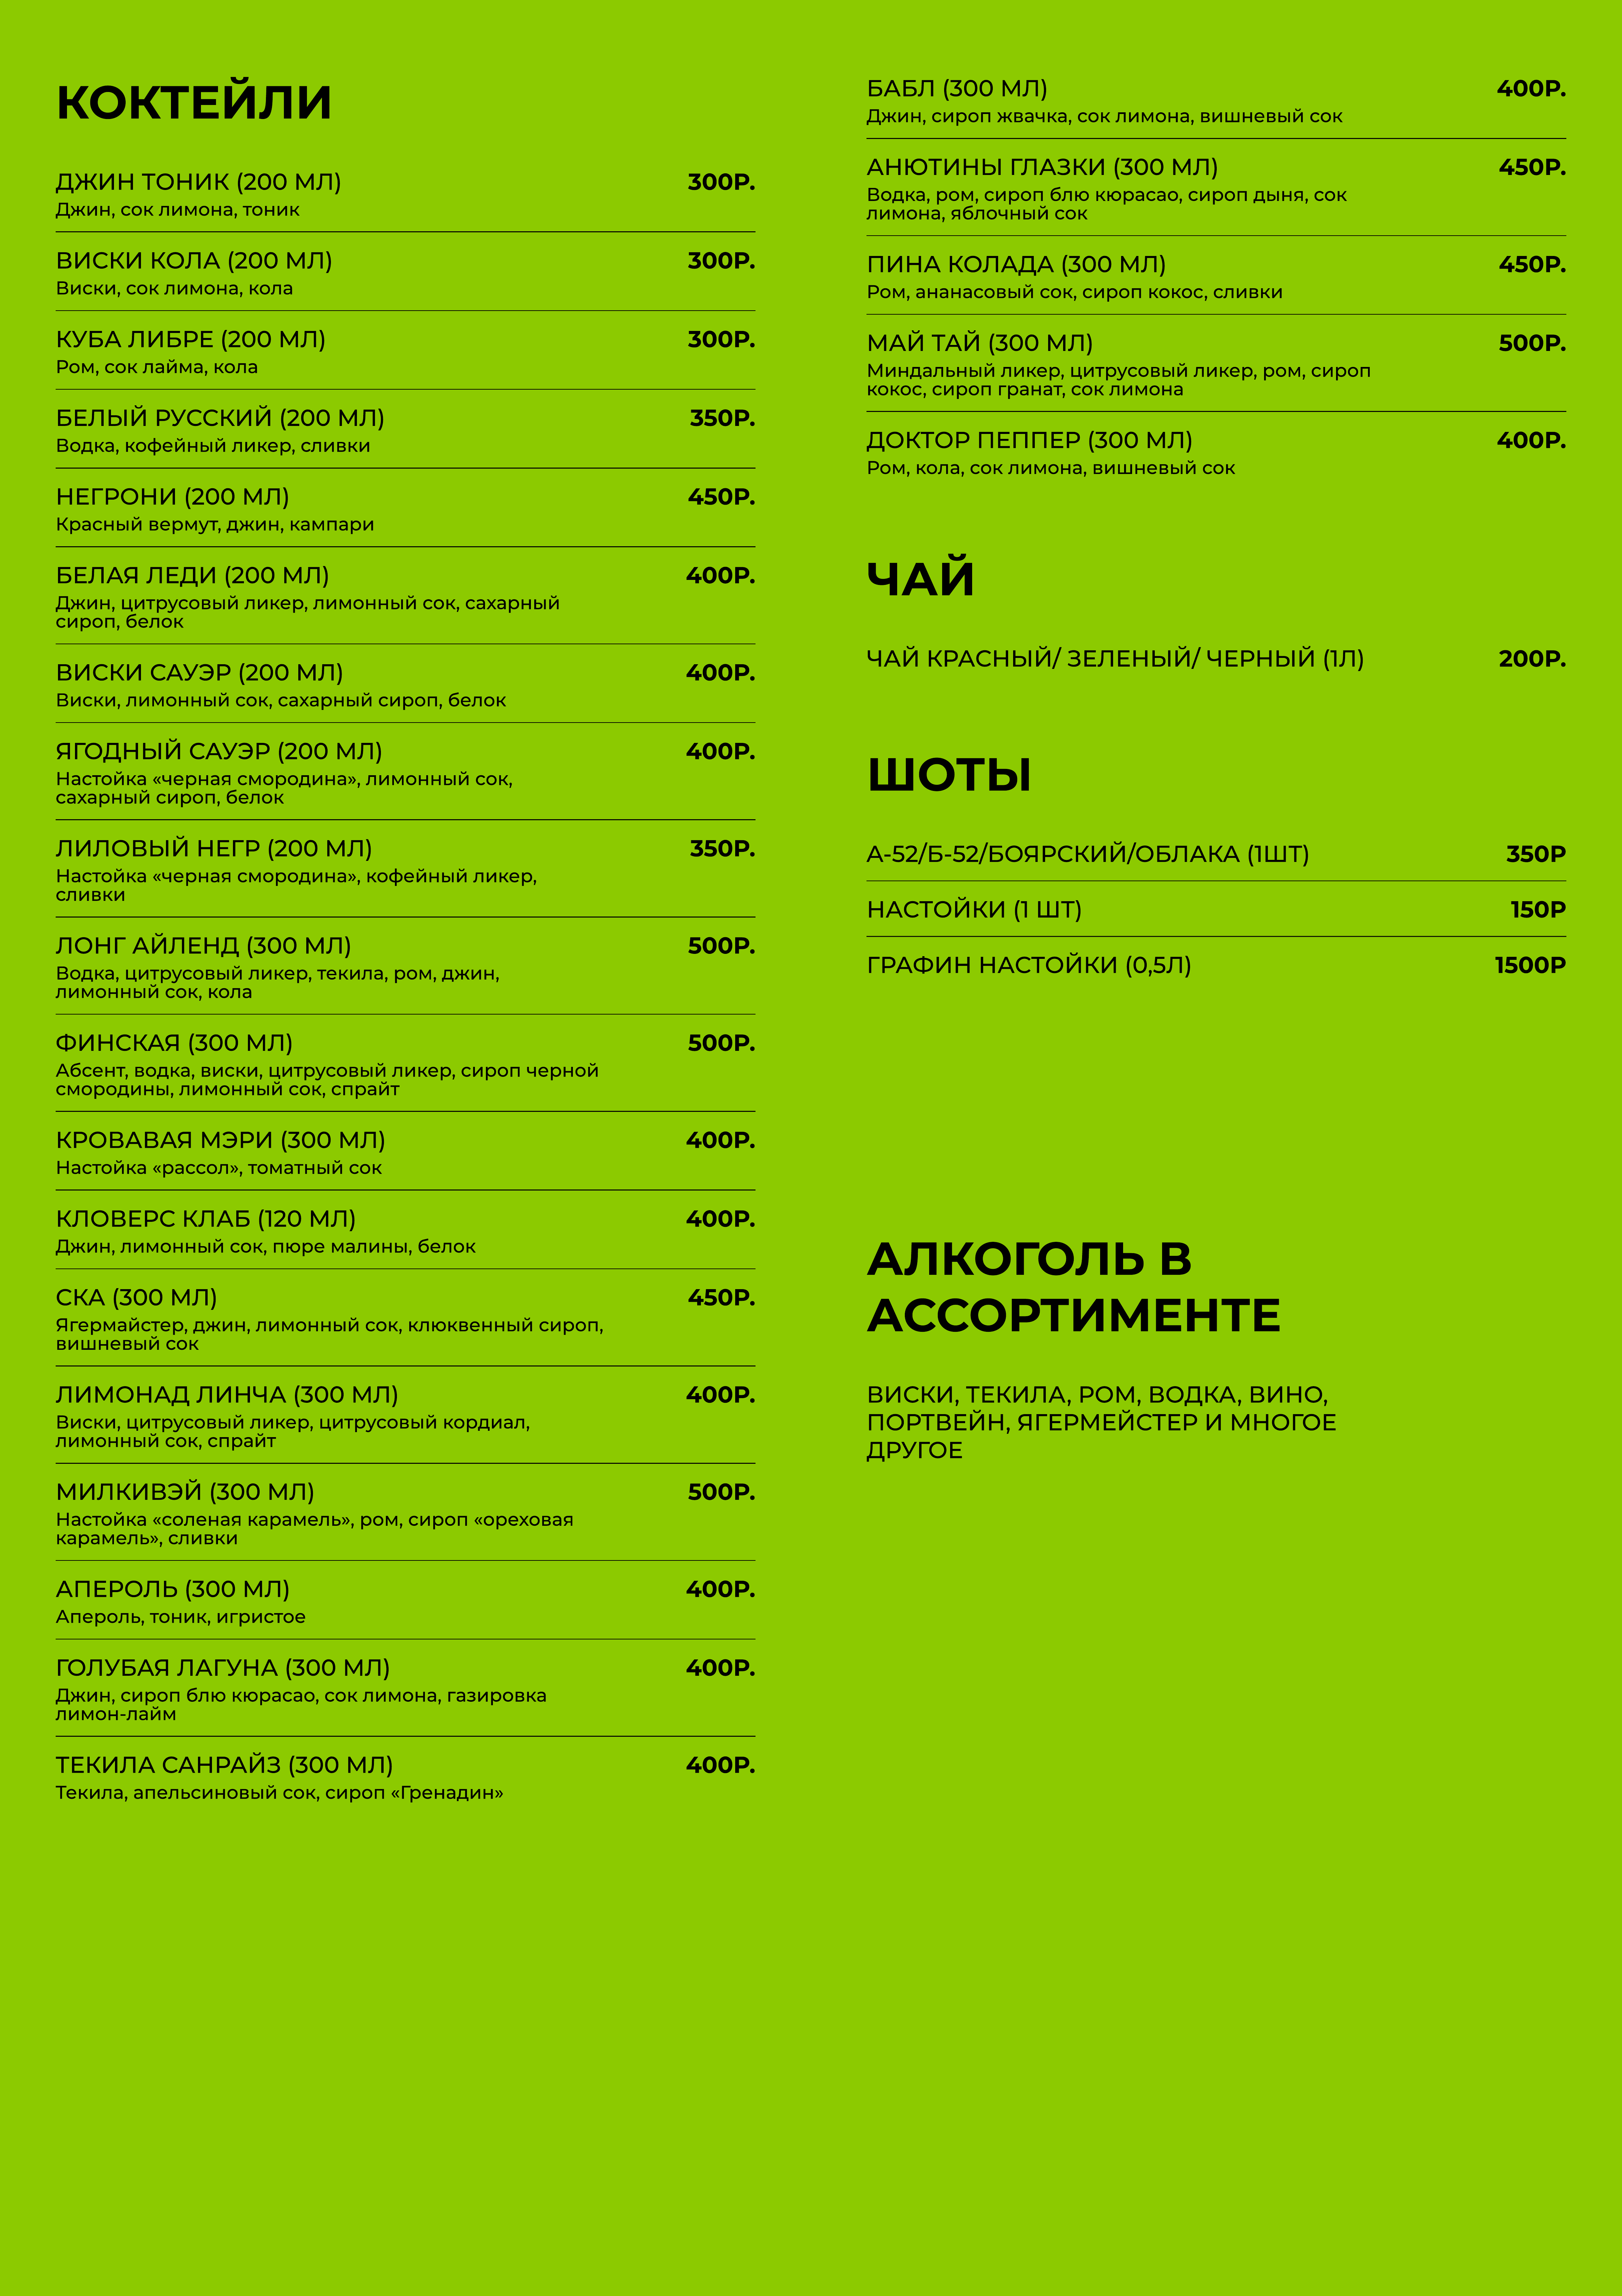 КОКТЕЙЛИ
ДЖИН ТОНИК (200 МЛ) 300Р.
Джин, сок лимона, тоник
ВИСКИ КОЛА (200 МЛ) 300Р.
Виски, сок лимона, кола
КУБА ЛИБРЕ (200 МЛ) 300Р.
Ром, сок лайма, кола
БЕЛЫЙ РУССКИЙ (200 МЛ) 350Р.
Водка, кофейный ликер, сливки
НЕГРОНИ (200 МЛ) 450Р.
Красный вермут, джин, кампари
БЕЛАЯ ЛЕДИ (200 МЛ) 400Р.
Джин, цитрусовый ликер, лимонный сок, сахарный
сироп, белок
ВИСКИ САУЭР (200 МЛ) 400Р.
Виски, лимонный сок, сахарный сироп, белок
ЯГОДНЫЙ САУЭР (200 МЛ) 400Р.
Настойка «черная смородина», лимонный сок,
сахарный сироп, белок
ЛИЛОВЫЙ НЕГР (200 МЛ) 350Р.
Настойка «черная смородина», кофейный ликер,
сливки
ЛОНГ АЙЛЕНД (300 МЛ) 500Р.
Водка, цитрусовый ликер, текила, ром, джин,
лимонный сок, кола
ФИНСКАЯ (300 МЛ) 500Р.
Абсент, водка, виски, цитрусовый ликер, сироп черной
смородины, лимонный сок, спрайт
КРОВАВАЯ МЭРИ (300 МЛ) 400Р.
Настойка «рассол», томатный сок
КЛОВЕРС КЛАБ (120 МЛ) 400Р.
Джин, лимонный сок, пюре малины, белок
СКА (300 МЛ) 450Р.
Ягермайстер, джин, лимонный сок, клюквенный сироп,
вишневый сок
ЛИМОНАД ЛИНЧА (300 МЛ) 400Р.
Виски, цитрусовый ликер, цитрусовый кордиал,
лимонный сок, спрайт
МИЛКИВЭЙ (300 МЛ) 500Р.
Настойка «соленая карамель», ром, сироп «ореховая
карамель», сливки
АПЕРОЛЬ (300 МЛ) 400Р.
Апероль, тоник, игристое
ГОЛУБАЯ ЛАГУНА (300 МЛ) 400Р.
Джин, сироп блю кюрасао, сок лимона, газировка
лимон-лайм
ТЕКИЛА САНРАЙЗ (300 МЛ) 400Р.
Текила, апельсиновый сок, сироп «Гренадин»
БАБЛ (300 МЛ) 400Р.
Джин, сироп жвачка, сок лимона, вишневый сок
АНЮТИНЫ ГЛАЗКИ (300 МЛ) 450Р.
Водка, ром, сироп блю кюрасао, сироп дыня, сок
лимона, яблочный сок
ПИНА КОЛАДА (300 МЛ) 450Р.
Ром, ананасовый сок, сироп кокос, сливки
МАЙ ТАЙ (300 МЛ) 500Р.
Миндальный ликер, цитрусовый ликер, ром, сироп
кокос, сироп гранат, сок лимона
ДОКТОР ПЕППЕР (300 МЛ) 400Р.
Ром, кола, сок лимона, вишневый сок
ЧАЙ
ЧАЙ КРАСНЫЙ/ ЗЕЛЕНЫЙ/ ЧЕРНЫЙ (1Л) 200Р.
ШОТЫ
А-52/Б-52/БОЯРСКИЙ/ОБЛАКА (1ШТ) 350Р
НАСТОЙКИ (1 ШТ) 150Р
ГРАФИН НАСТОЙКИ (0,5Л) 1500Р
АЛКОГОЛЬ В
АССОРТИМЕНТЕ
ВИСКИ, ТЕКИЛА, РОМ, ВОДКА, ВИНО,
ПОРТВЕЙН, ЯГЕРМЕЙСТЕР И МНОГОЕ
ДРУГОЕ